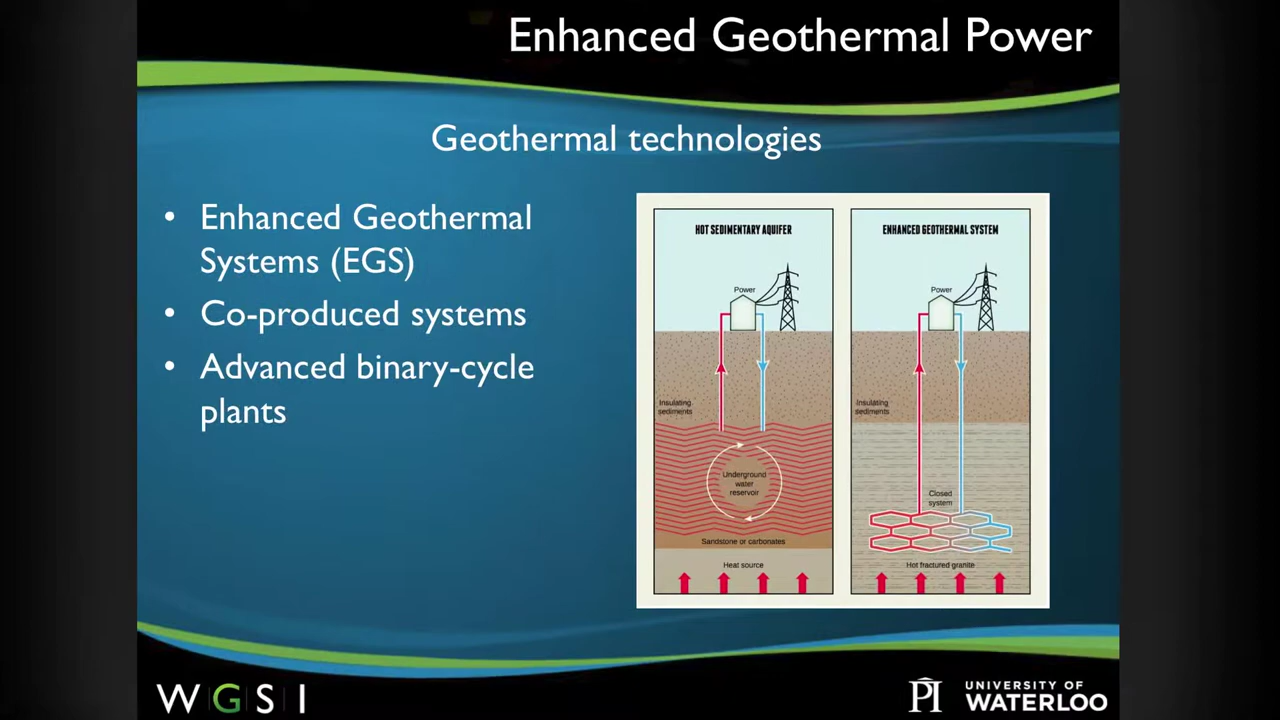 Enhanced Geothermal Power
Geothermal technologies
• Enhanced Geothermal
Systems (EGS)
• Co-produced systems
• Advanced binary-cycle
plants
HOT SEDIMENTARY AQUIFER
Power
Insulating
sediments
Underground
water
reservoir
Sandstone or carbonates
Heat source
ENHANCED GEOTHERMAL SYSTEM
Power
Insulating
sediments
Closed
system
Hot fractured granite
WGSI
PI
UNIVERSITY OF
WATERLOO